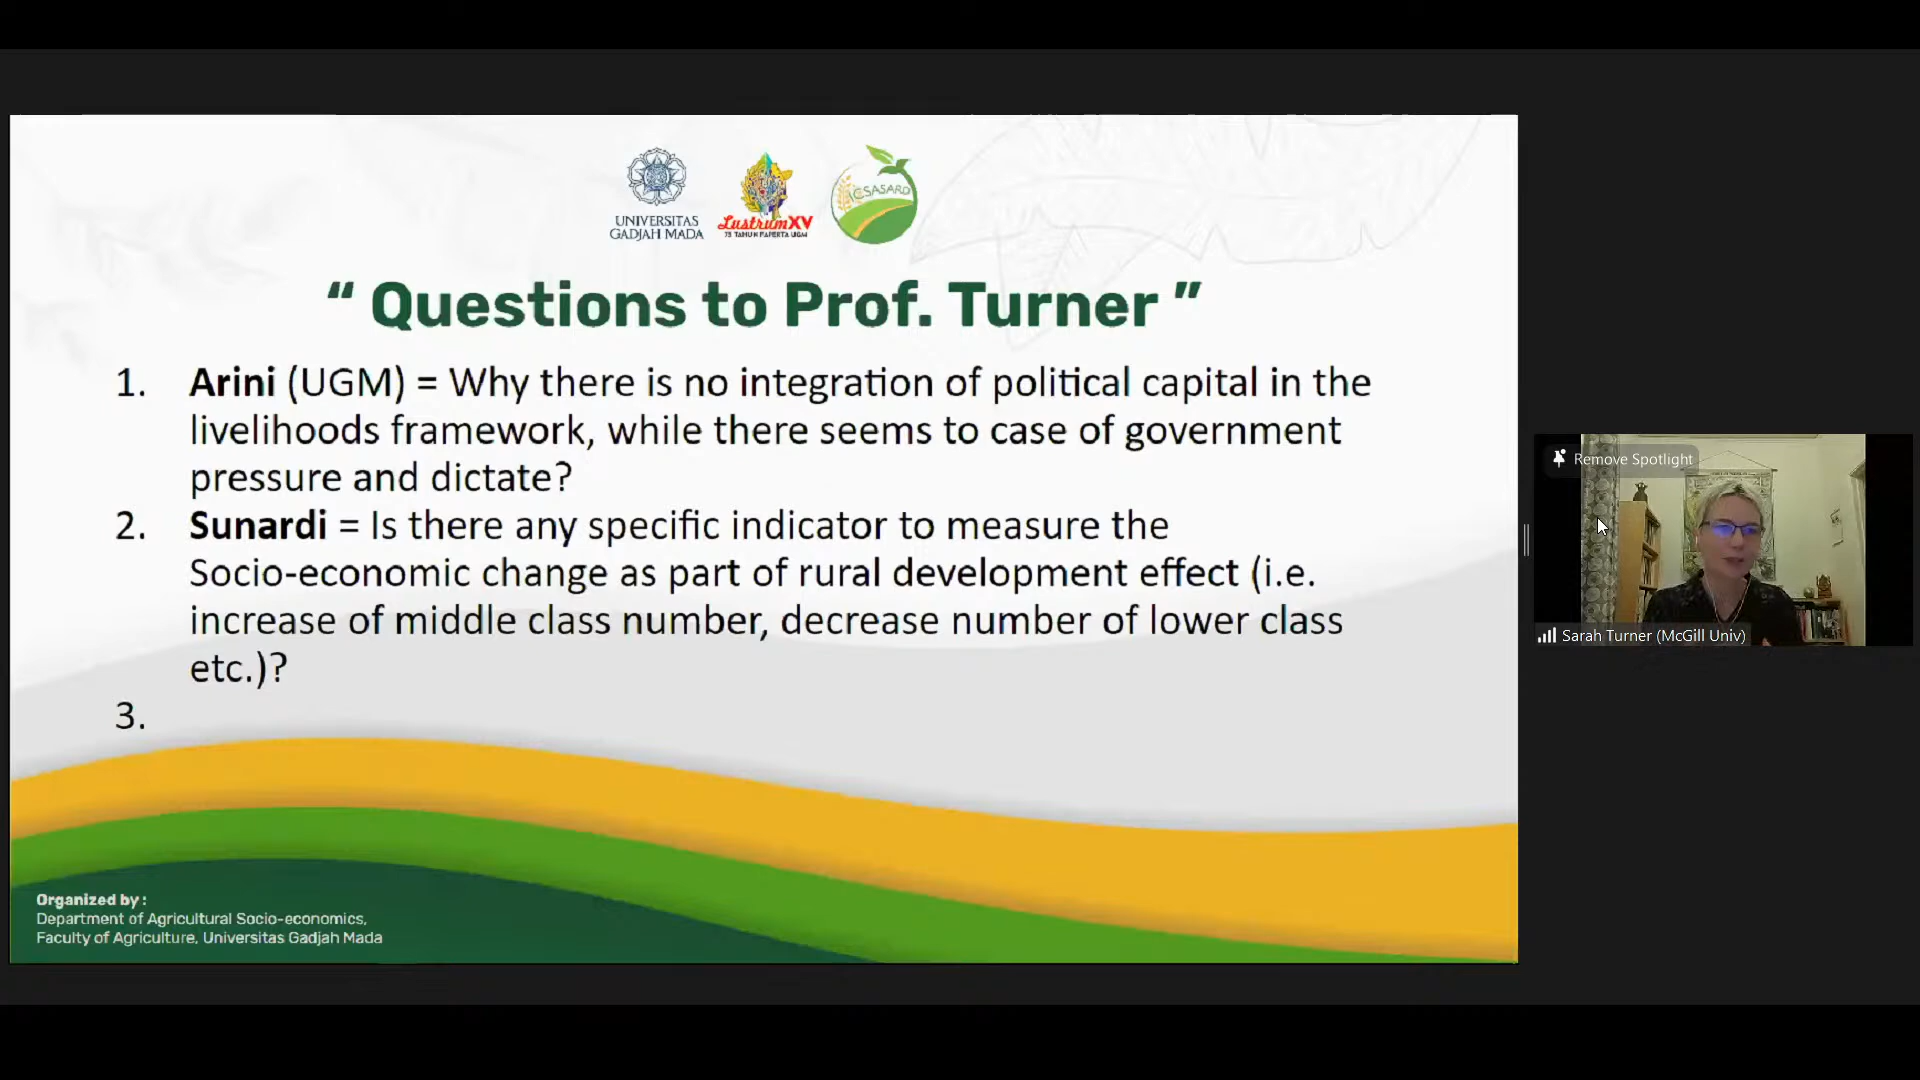 UNIVERSITAS
GADJAH MADA
LustrumXV
75 TAHUN FAPERTA UGM
ICSASARD
“ Questions to Prof. Turner ”
1. Arini (UGM) = Why there is no integration of political capital in the
livelihoods framework, while there seems to case of government
pressure and dictate?
2. Sunardi = Is there any specific indicator to measure the
Socio-economic change as part of rural development effect (i.e.
increase of middle class number, decrease number of lower class
etc.)?
3.
Organized by :
Department of Agricultural Socio-economics,
Faculty of Agriculture, Universitas Gadjah Mada
Remove Spotlight
Sarah Turner (McGill Univ)